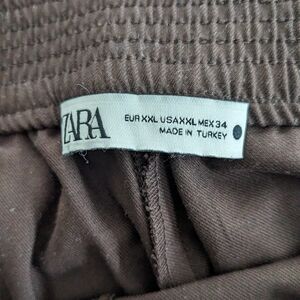 ZARA
EUR XXL USA XXL MEX 34
MADE IN TURKEY